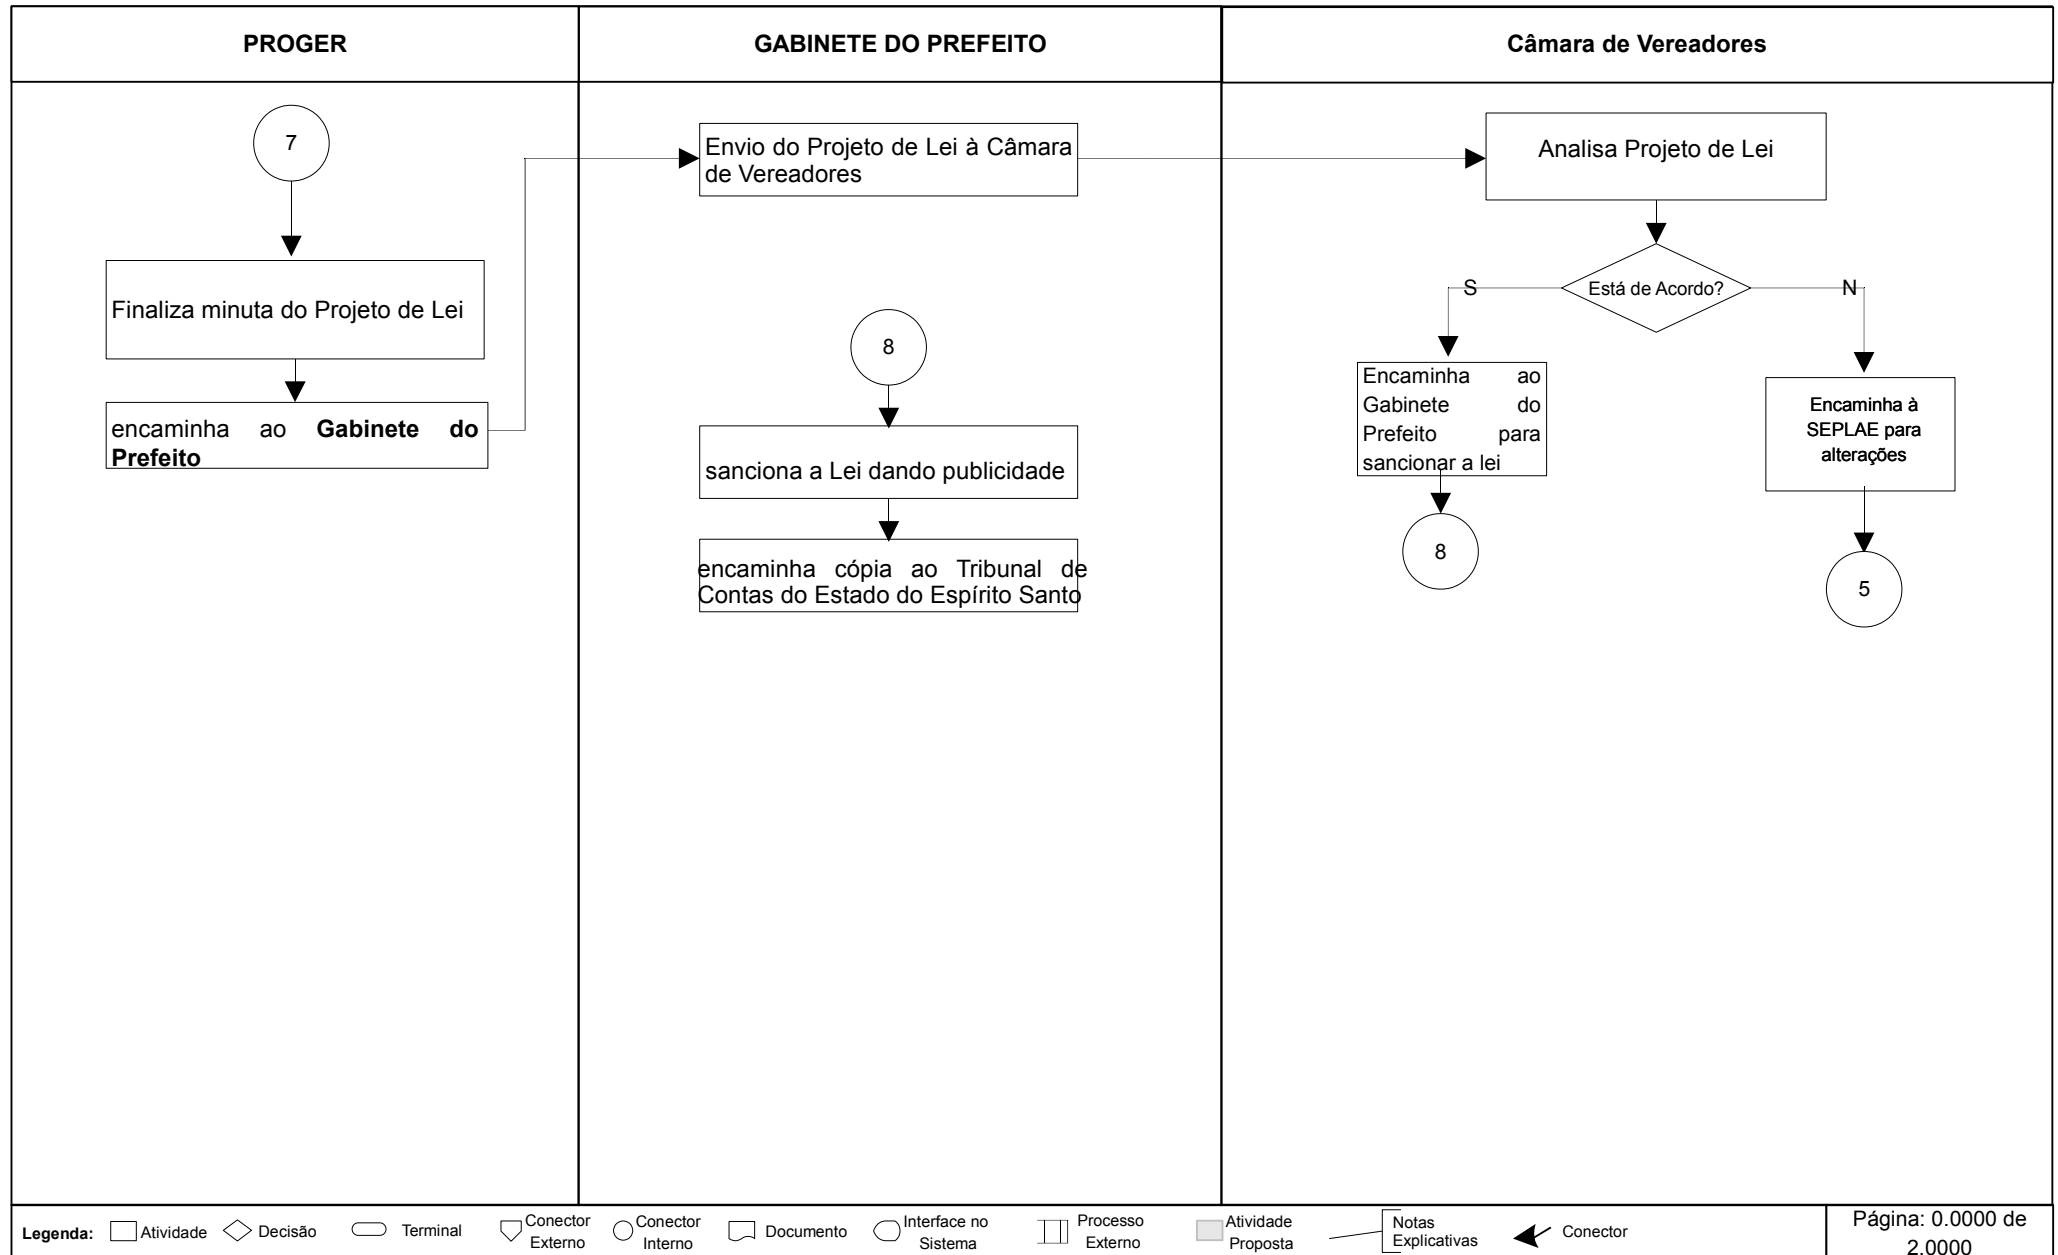 PROGER
GABINETE DO PREFEITO
Câmara de Vereadores
7
Finaliza minuta do Projeto de Lei
encaminha ao Gabinete do
Prefeito
Envio do Projeto de Lei à Câmara
de Vereadores
8
sanciona a Lei dando publicidade
encaminha cópia ao Tribunal de
Contas do Estado do Espírito Santo
Analisa Projeto de Lei
Está de Acordo?
S
N
Encaminha ao
Gabinete do
Prefeito para
sancionar a lei
8
Encaminha à
SEPLAE para
alterações
5
Legenda:
Atividade
Decisão
Terminal
Conector
Externo
Conector
Interno
Documento
Interface no
Sistema
Processo
Externo
Atividade
Proposta
Notas
Explicativas
Conector
Página: 0.0000 de
2.0000